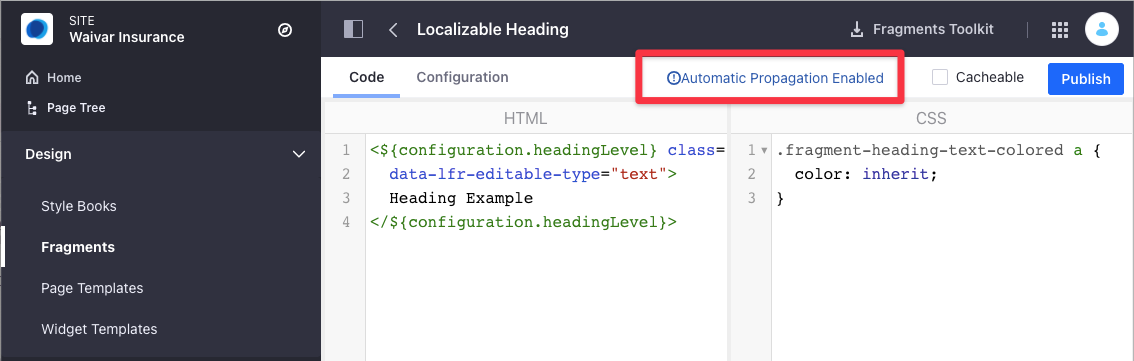 SITE
Waivar Insurance
Home
Page Tree
Design
Style Books
Fragments
Page Templates
Widget Templates
Localizable Heading
Fragments Toolkit
Code
Configuration
Automatic Propagation Enabled
Cacheable
Publish
HTML
1 <${configuration.headingLevel} class=
2 data-lfr-editable-type="text">
3 Heading Example
4 </${configuration.headingLevel}>
CSS
1 .fragment-heading-text-colored a {
2 color: inherit;
3 }